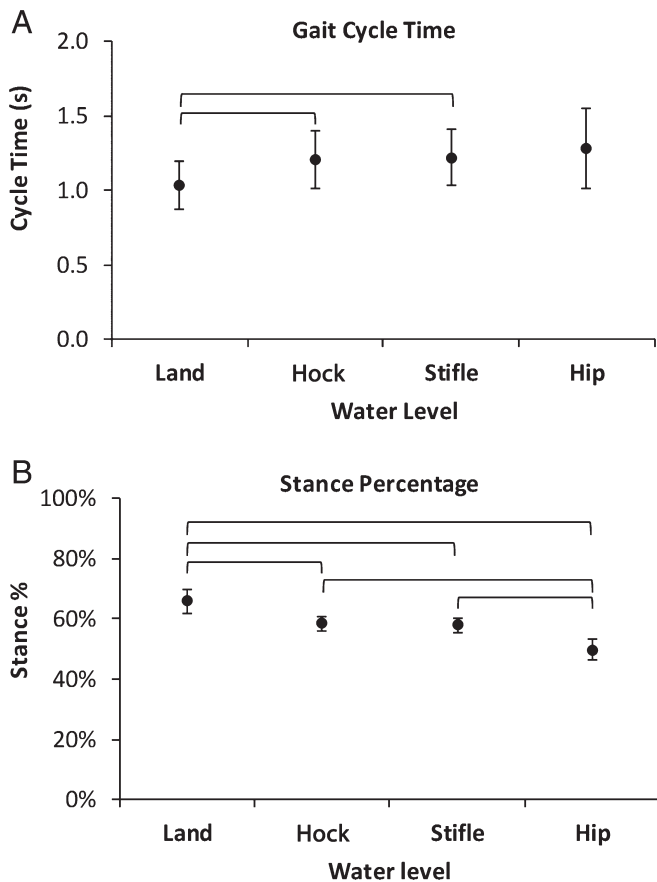 A
Gait Cycle Time
2.0
1.5
1.0
0.5
0.0
Cycle Time (s)
Land Hock Stifle Hip
Water Level
B
Stance Percentage
100%
80%
60%
40%
20%
0%
Stance %
Land Hock Stifle Hip
Water level